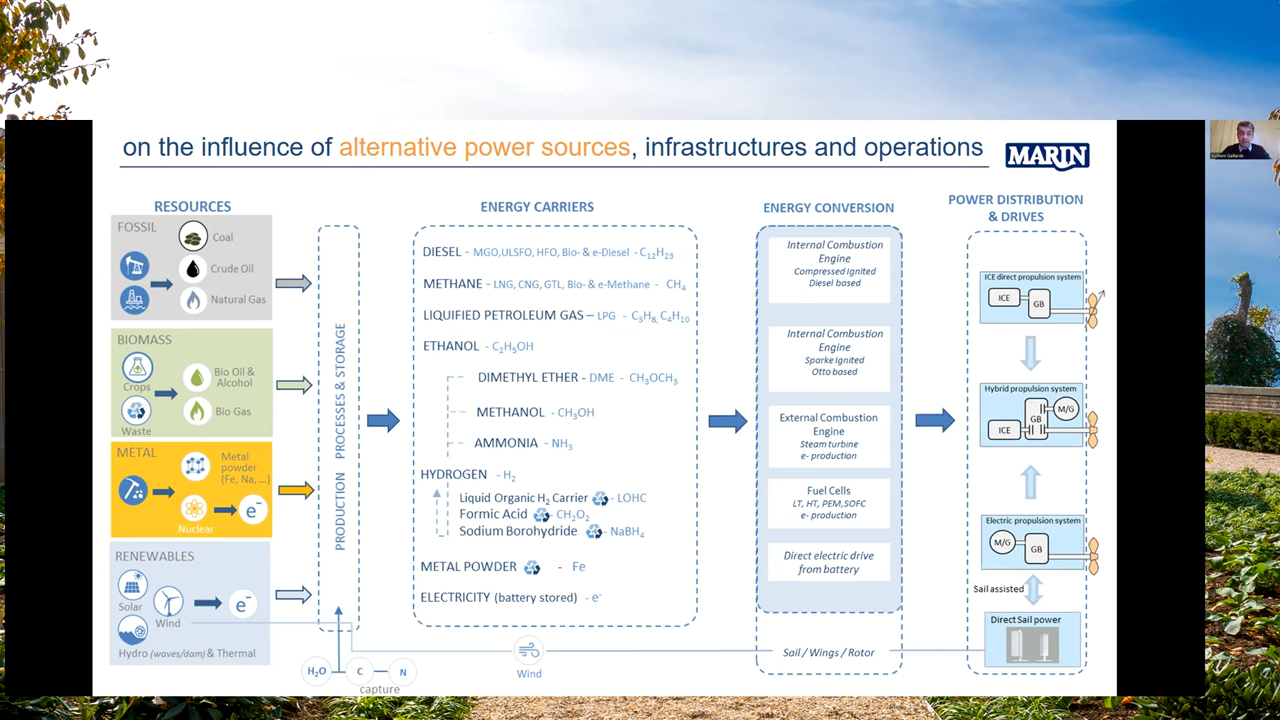 on the influence of alternative power sources, infrastructures and operations
MARIN
RESOURCES
FOSSIL
Coal
Crude Oil
Natural Gas
BIOMASS
Crops
Waste
Bio Oil &
Alcohol
Bio Gas
METAL
Metal
powder
(Fe, Na, ...)
Nuclear
e⁻
RENEWABLES
Solar
Wind
e⁻
Hydro (waves/dam) & Thermal
PRODUCTION PROCESSES & STORAGE
H₂O
C
N
capture
ENERGY CARRIERS
DIESEL - MGO,ULSFO, HFO, Bio- & e-Diesel - C₁₂H₂₃
METHANE - LNG, CNG, GTL, Bio- & e-Methane - CH₄
LIQUIFIED PETROLEUM GAS – LPG - C₃H₈, C₄H₁₀
ETHANOL - C₂H₅OH
DIMETHYL ETHER - DME - CH₃OCH₃
METHANOL - CH₃OH
AMMONIA - NH₃
HYDROGEN - H₂
Liquid Organic H₂ Carrier - LOHC
Formic Acid - CH₂O₂
Sodium Borohydride - NaBH₄
METAL POWDER - Fe
ELECTRICITY (battery stored) - e⁻
Wind
ENERGY CONVERSION
Internal Combustion
Engine
Compressed Ignited
Diesel based
Internal Combustion
Engine
Sparke Ignited
Otto based
External Combustion
Engine
Steam turbine
e- production
Fuel Cells
LT, HT, PEM,SOFC
e- production
Direct electric drive
from battery
Sail / Wings / Rotor
POWER DISTRIBUTION
& DRIVES
ICE direct propulsion system
ICE
GB
Hybrid propulsion system
ICE
GB
M/G
Electric propulsion system
M/G
GB
Sail assisted
Direct Sail power